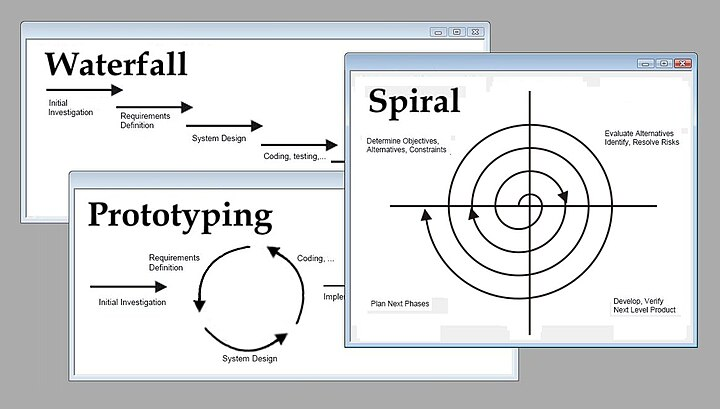 Waterfall
Initial
Investigation
Requirements
Definition
System Design
Coding, testing,...
Prototyping
Requirements
Definition
Coding, ...
Initial Investigation
System Design
Spiral
Determine Objectives,
Alternatives, Constraints
Evaluate Alternatives
Identify, Resolve Risks
Plan Next Phases
Develop, Verify
Next Level Product